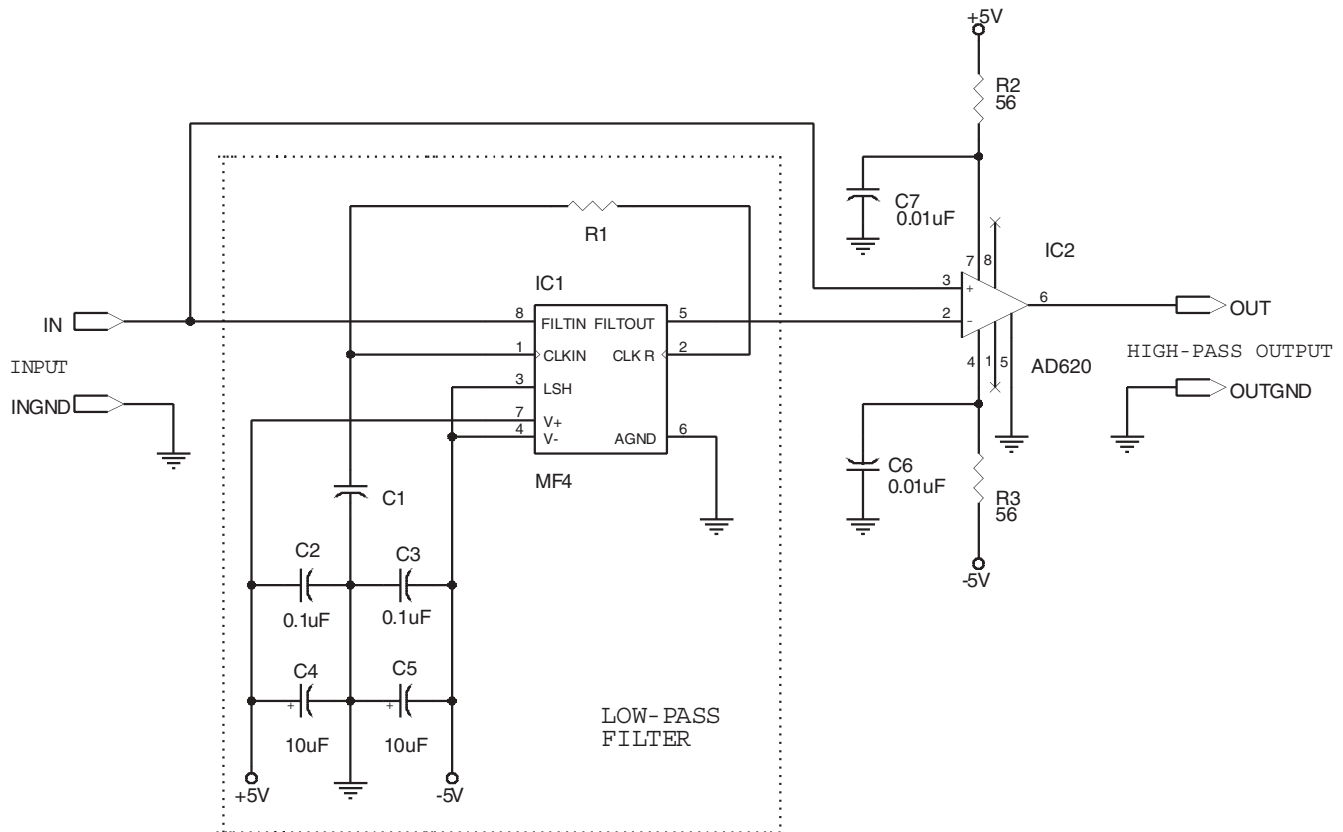 +5V
R2
56
C7
0.01uF
R1
7
8
IC2
IC1
3
+
6
IN
8
FILTIN
FILTOUT
5
2
-
OUT
1
CLKIN
CLK R
2
4
1
5
AD620
HIGH-PASS OUTPUT
INPUT
3
LSH
OUTGND
INGND
7
V+
4
V-
AGND
6
MF4
C1
C6
0.01uF
R3
56
C2
C3
-5V
0.1uF
0.1uF
C4
C5
+
+
LOW-PASS
FILTER
10uF
10uF
+5V
-5V